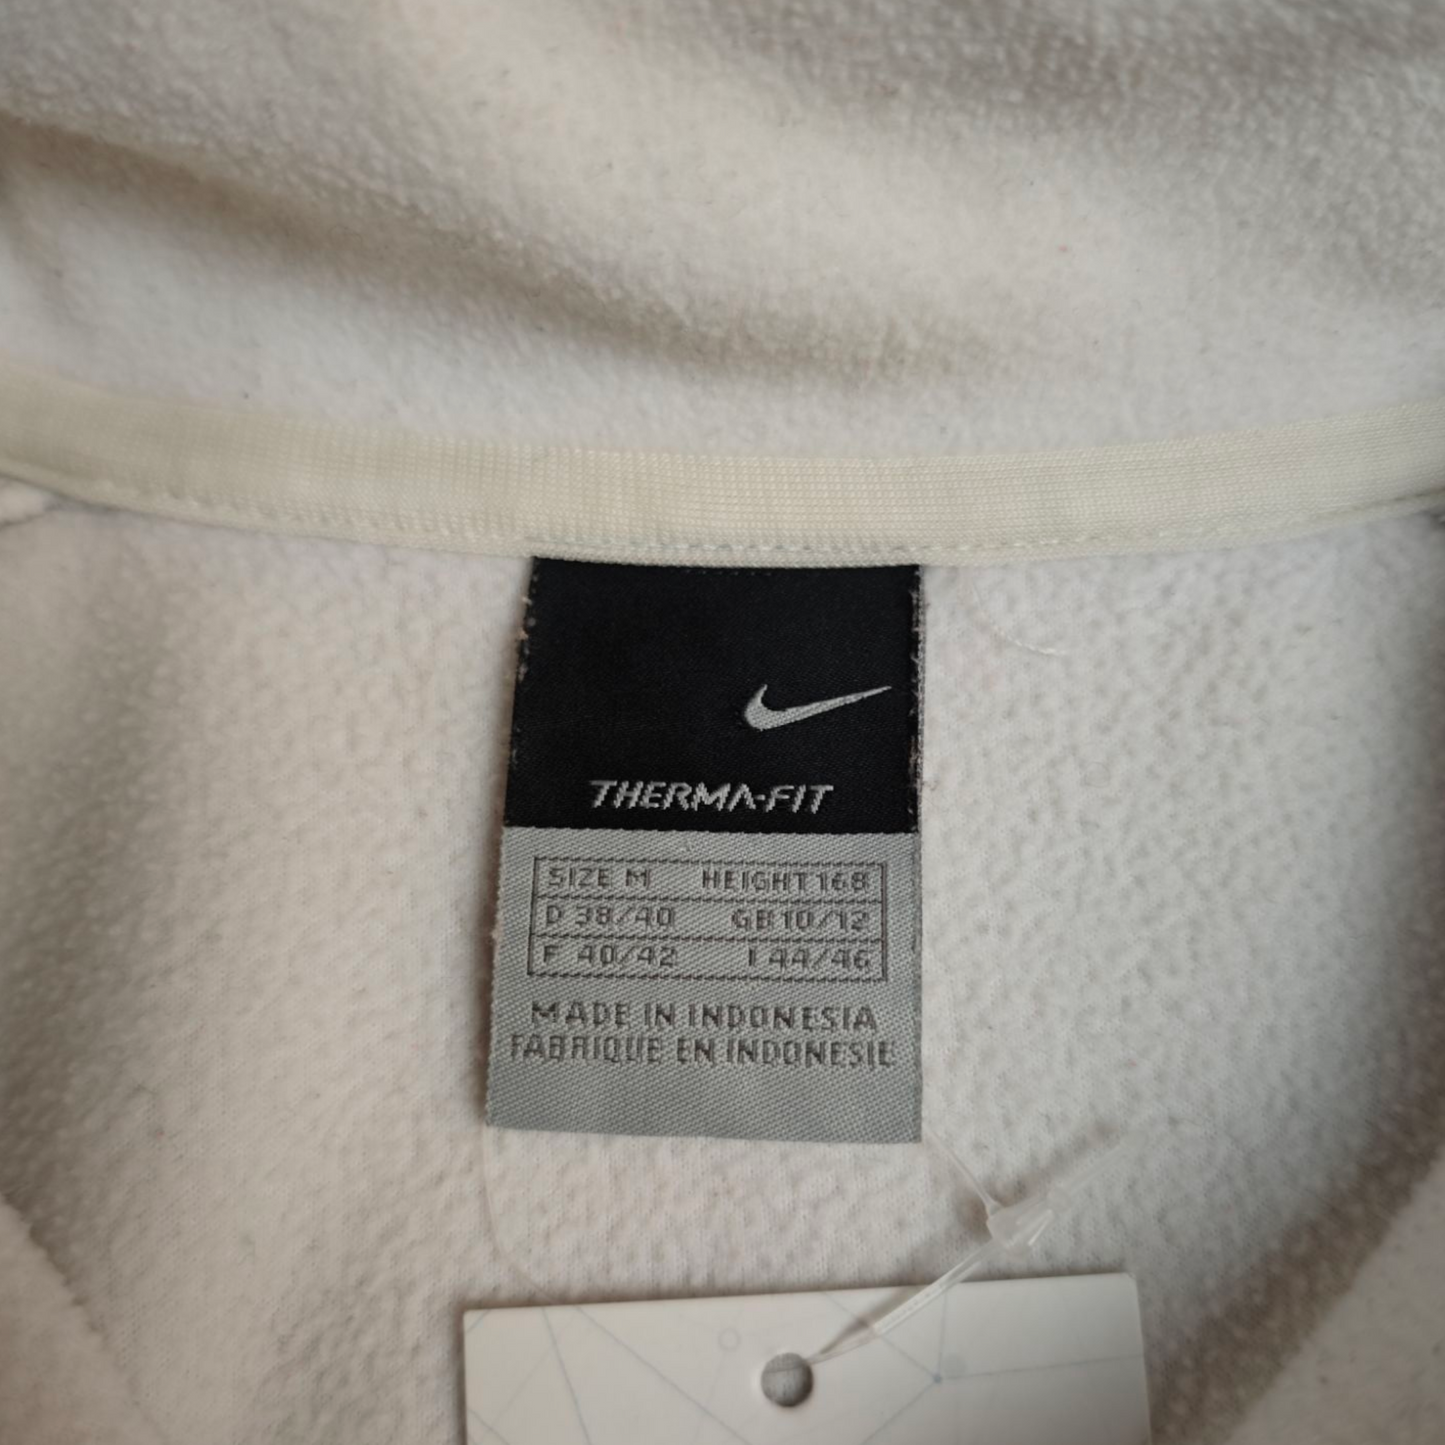 THERMA-FIT
SIZE M HEIGHT 168
D 38/40 GB 10/12
F 40/42 I 44/46
MADE IN INDONESIA
FABRIQUE EN INDONESIE